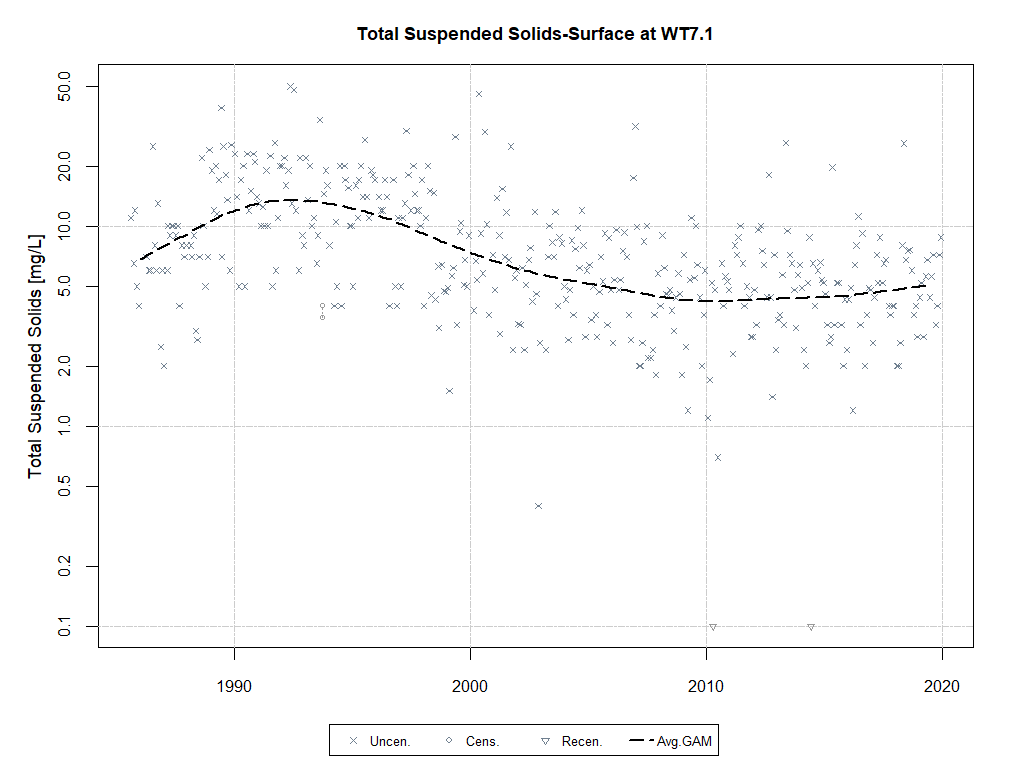 Total Suspended Solids-Surface at WT7.1
Total Suspended Solids [mg/L]
50.0
20.0
10.0
5.0
2.0
1.0
0.5
0.2
0.1
1990
2000
2010
2020
Uncen.
Cens.
Recen.
Avg.GAM